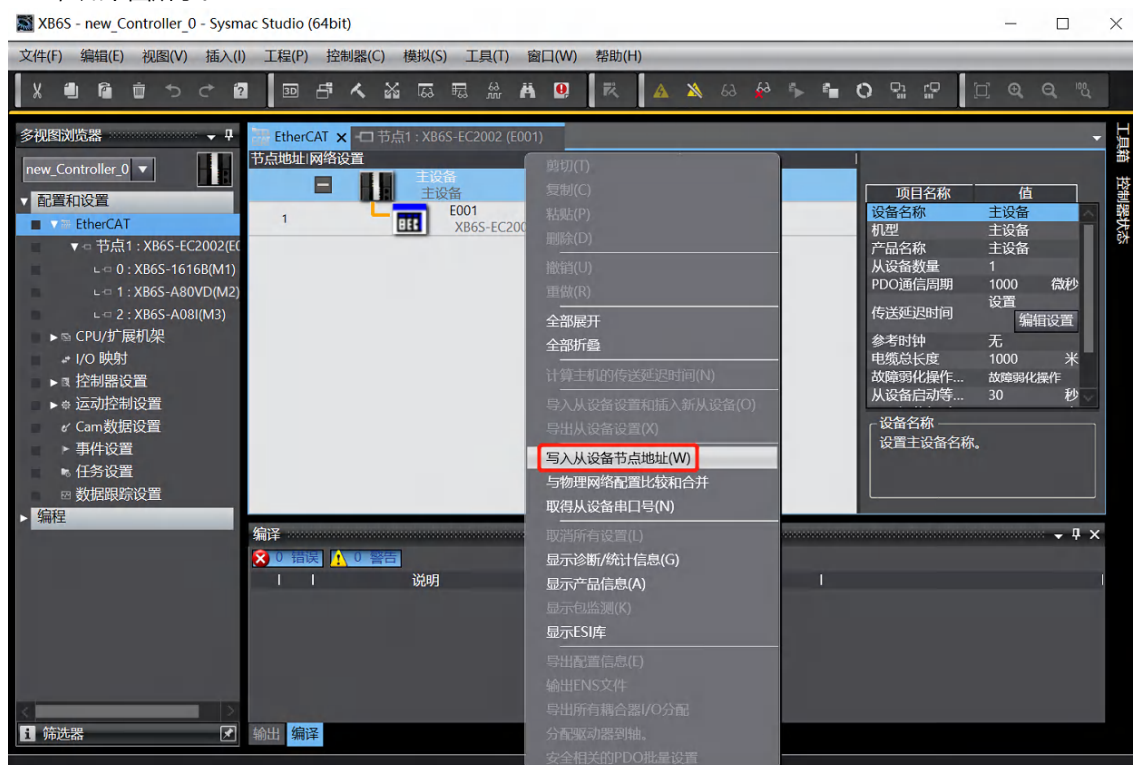 XB6S - new_Controller_0 - Sysmac Studio (64bit)
文件(F) 编辑(E) 视图(V) 插入(I) 工程(P) 控制器(C) 模拟(S) 工具(T) 窗口(W) 帮助(H)
多视图浏览器
new_Controller_0
配置和设置
EtherCAT
节点1 : XB6S-EC2002(E0
0 : XB6S-1616B(M1)
1 : XB6S-A80VD(M2)
2 : XB6S-A08I(M3)
CPU/扩展机架
I/O 映射
控制器设置
运动控制设置
Cam数据设置
事件设置
任务设置
数据跟踪设置
编程
筛选器
EtherCAT
节点1 : XB6S-EC2002 (E001)
节点地址 网络设置
主设备
主设备
1
E001
XB6S-EC200
剪切(T)
复制(C)
粘贴(P)
删除(D)
撤销(U)
重做(R)
全部展开
全部折叠
计算主机的传送延迟时间(N)
导入从设备设置和插入新从设备(O)
导出从设备设置(X)
写入从设备节点地址(W)
与物理网络配置比较和合并
取得从设备串口号(N)
取消所有设置(L)
显示诊断/统计信息(G)
显示产品信息(A)
显示包监测(K)
显示ESI库
导出配置信息(E)
输出ENS文件
导出所有耦合器I/O分配
分配驱动器到轴。
安全相关的PDO批量设置
项目名称 值
设备名称 主设备
机型 主设备
产品名称 主设备
从设备数量 1
PDO通信周期 1000 微秒
传送延迟时间 设置
编辑设置
参考时钟 无
电缆总长度 1000 米
故障弱化操作... 故障弱化操作
从设备启动等... 30 秒
设备名称
设置主设备名称。
工具箱
控制器状态
编译
0 错误 0 警告
说明
输出 编译